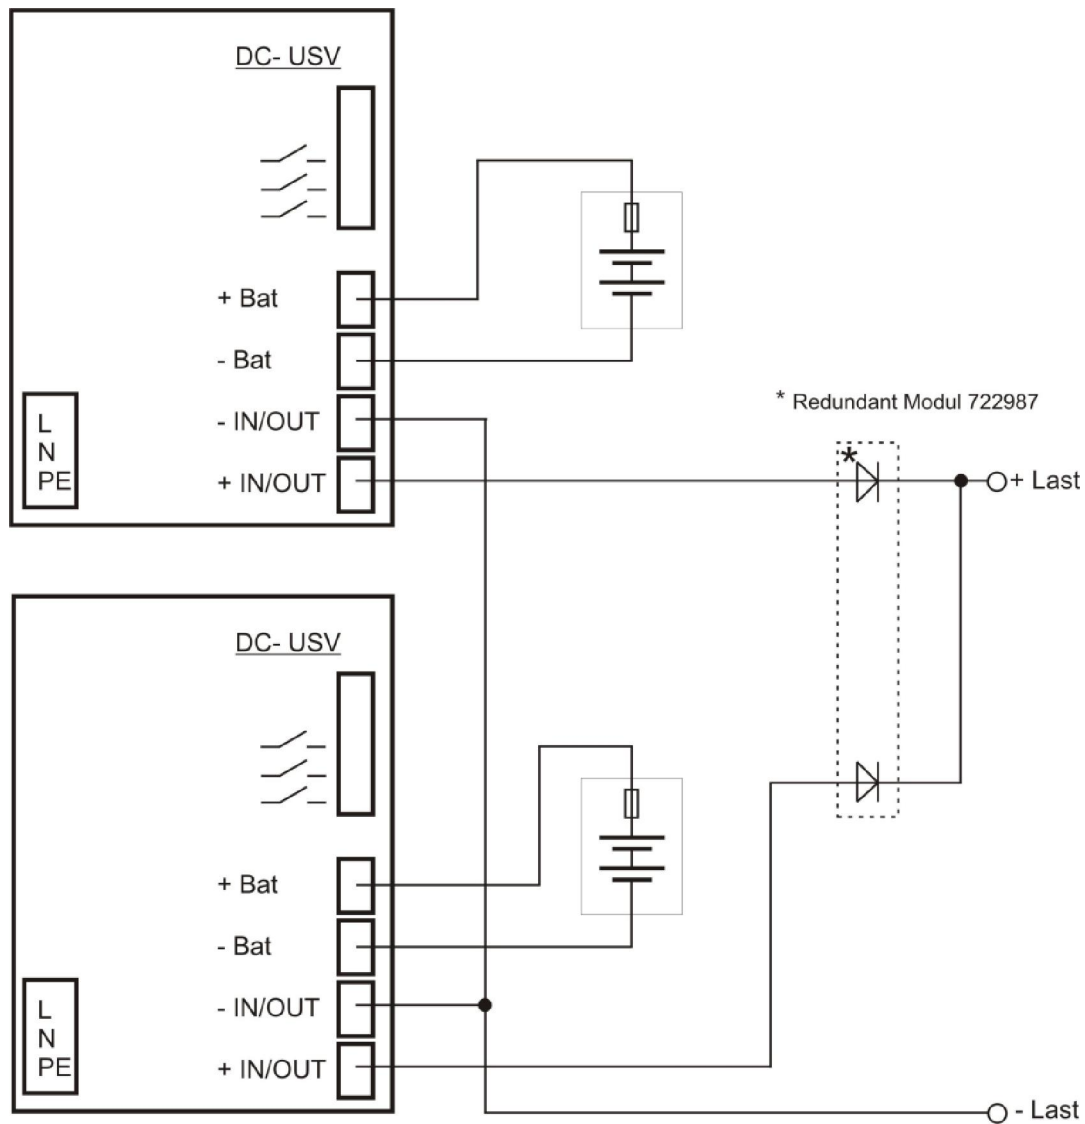 DC- USV
+ Bat
- Bat
- IN/OUT
+ IN/OUT
L
N
PE
* Redundant Modul 722987
*
+ Last
DC- USV
+ Bat
- Bat
- IN/OUT
+ IN/OUT
L
N
PE
- Last